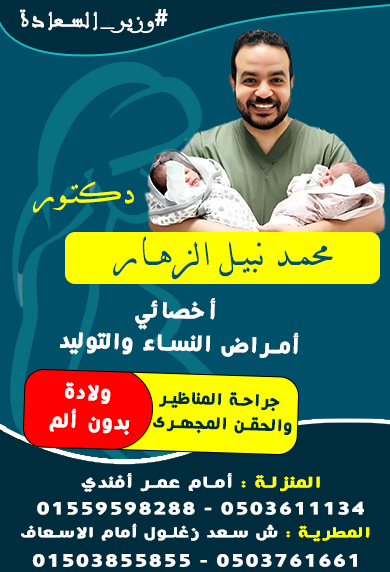 #وزير_السعادة
دكتور
محمد نبيل الزهار
أخصائي
أمراض النساء والتوليد
ولادة
بدون ألم
جراحة المناظير
والحقن المجهرى
المنزلة : أمام عمر أفندي
01559598288 - 0503611134
المطرية : ش سعد زغلول أمام الاسعاف
01503855855 - 0503761661